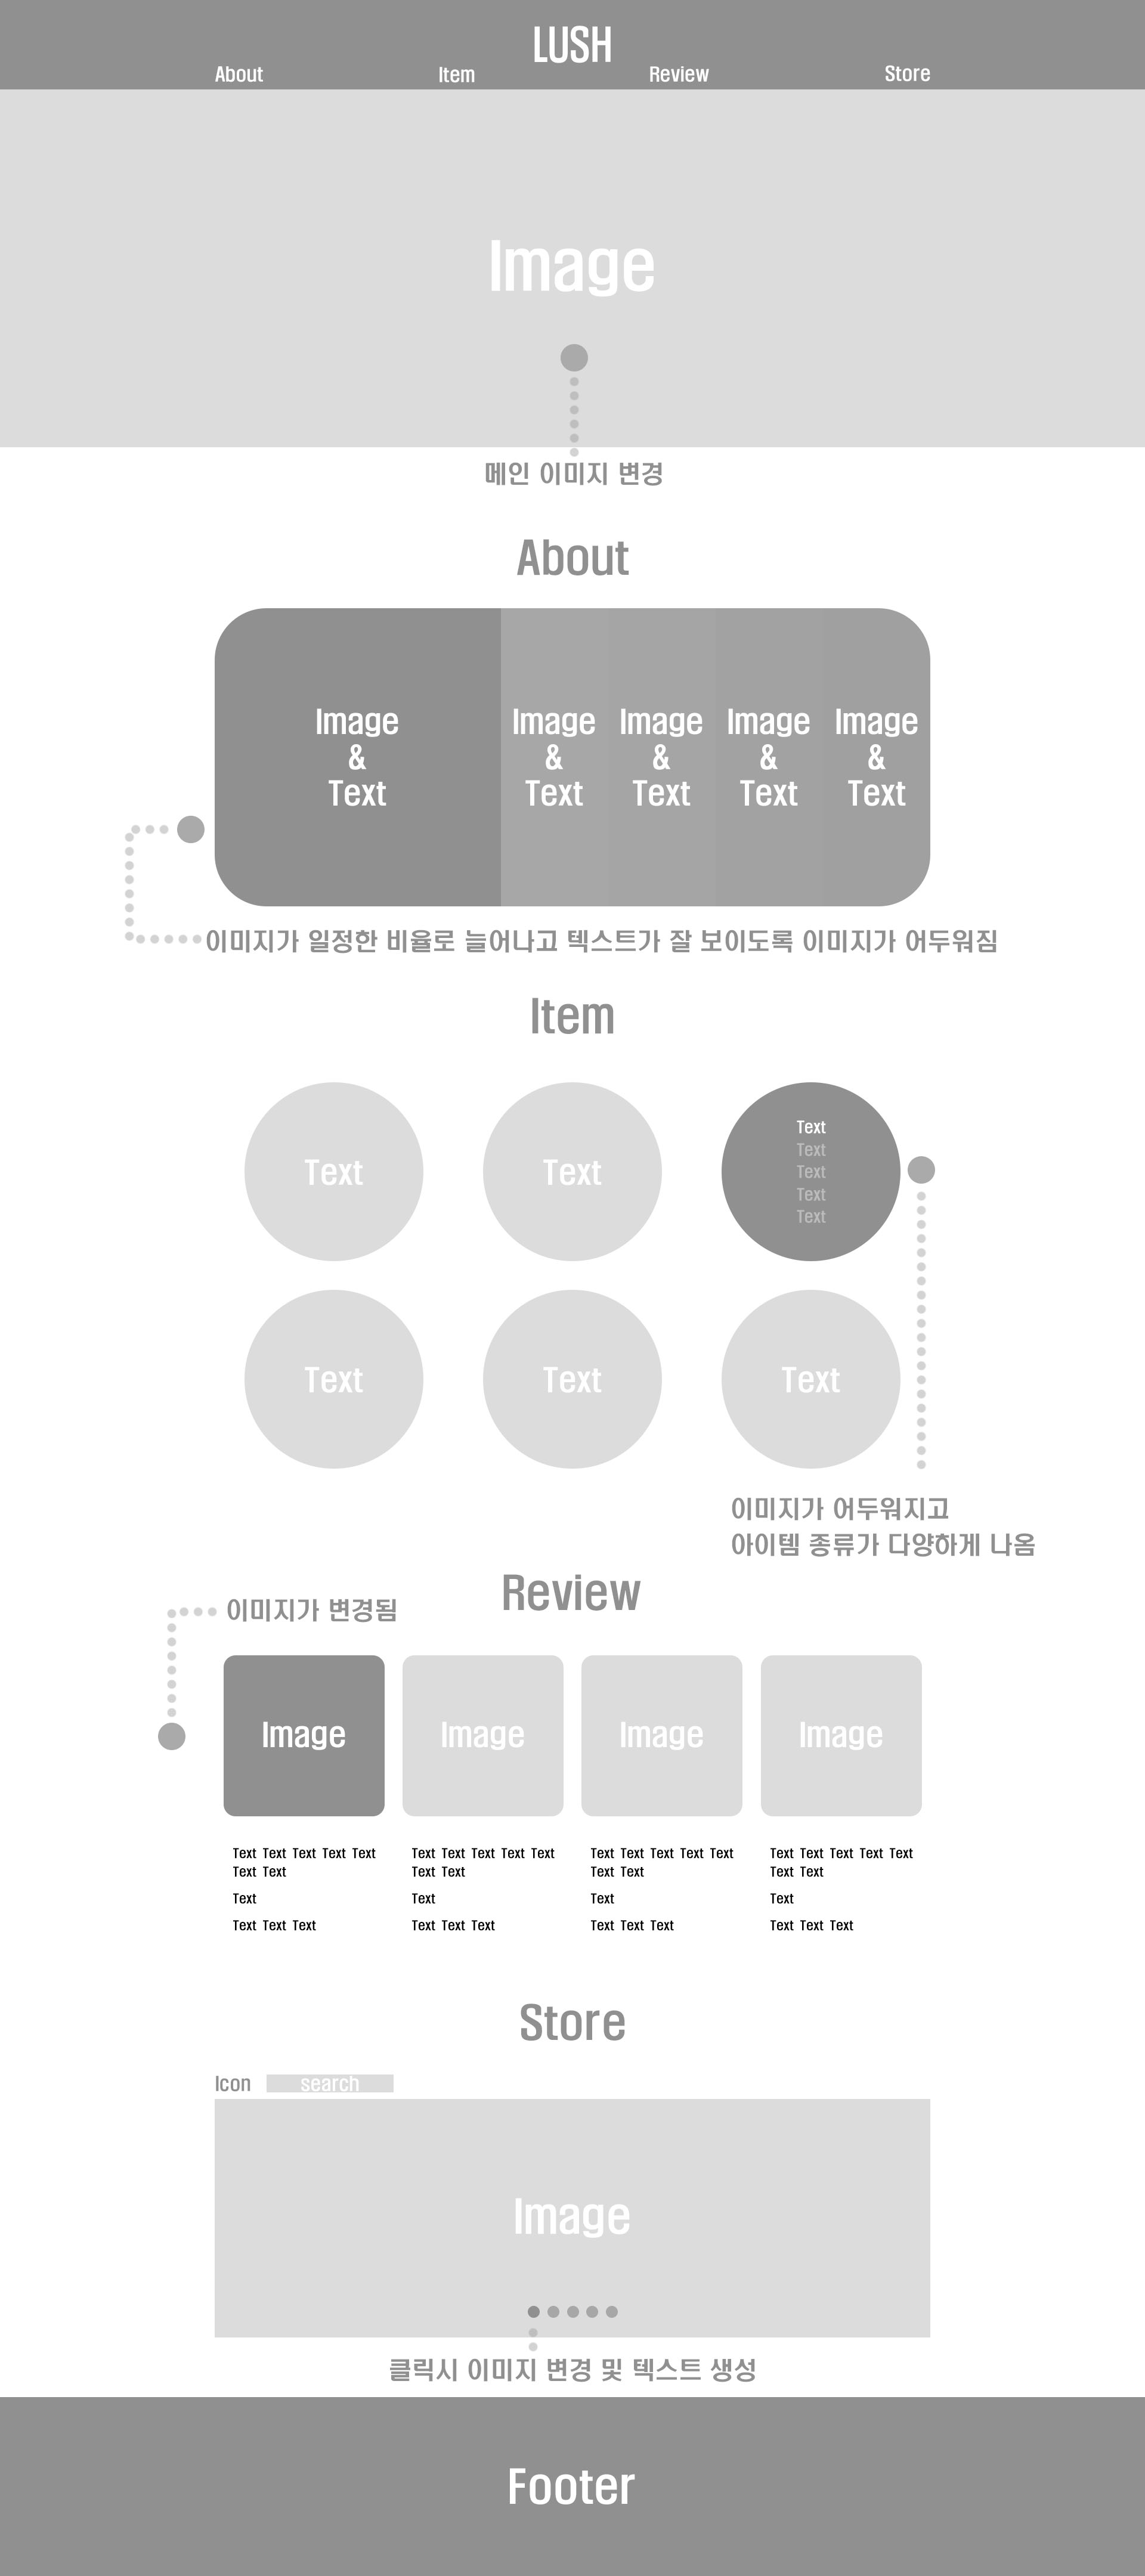 LUSH
About Item Review Store
Image
메인 이미지 변경
About
Image
&
Text
Image
&
Text
Image
&
Text
Image
&
Text
Image
&
Text
이미지가 일정한 비율로 늘어나고 텍스트가 잘 보이도록 이미지가 어두워짐
Item
Text
Text
Text
Text
Text
Text
Text
Text
Text
Text
이미지가 어두워지고
아이템 종류가 다양하게 나옴
Review
이미지가 변경됨
Image
Image
Image
Image
Text Text Text Text Text
Text Text
Text
Text Text Text
Text Text Text Text Text
Text Text
Text
Text Text Text
Text Text Text Text Text
Text Text
Text
Text Text Text
Text Text Text Text Text
Text Text
Text
Text Text Text
Store
Icon search
Image
클릭시 이미지 변경 및 텍스트 생성
Footer